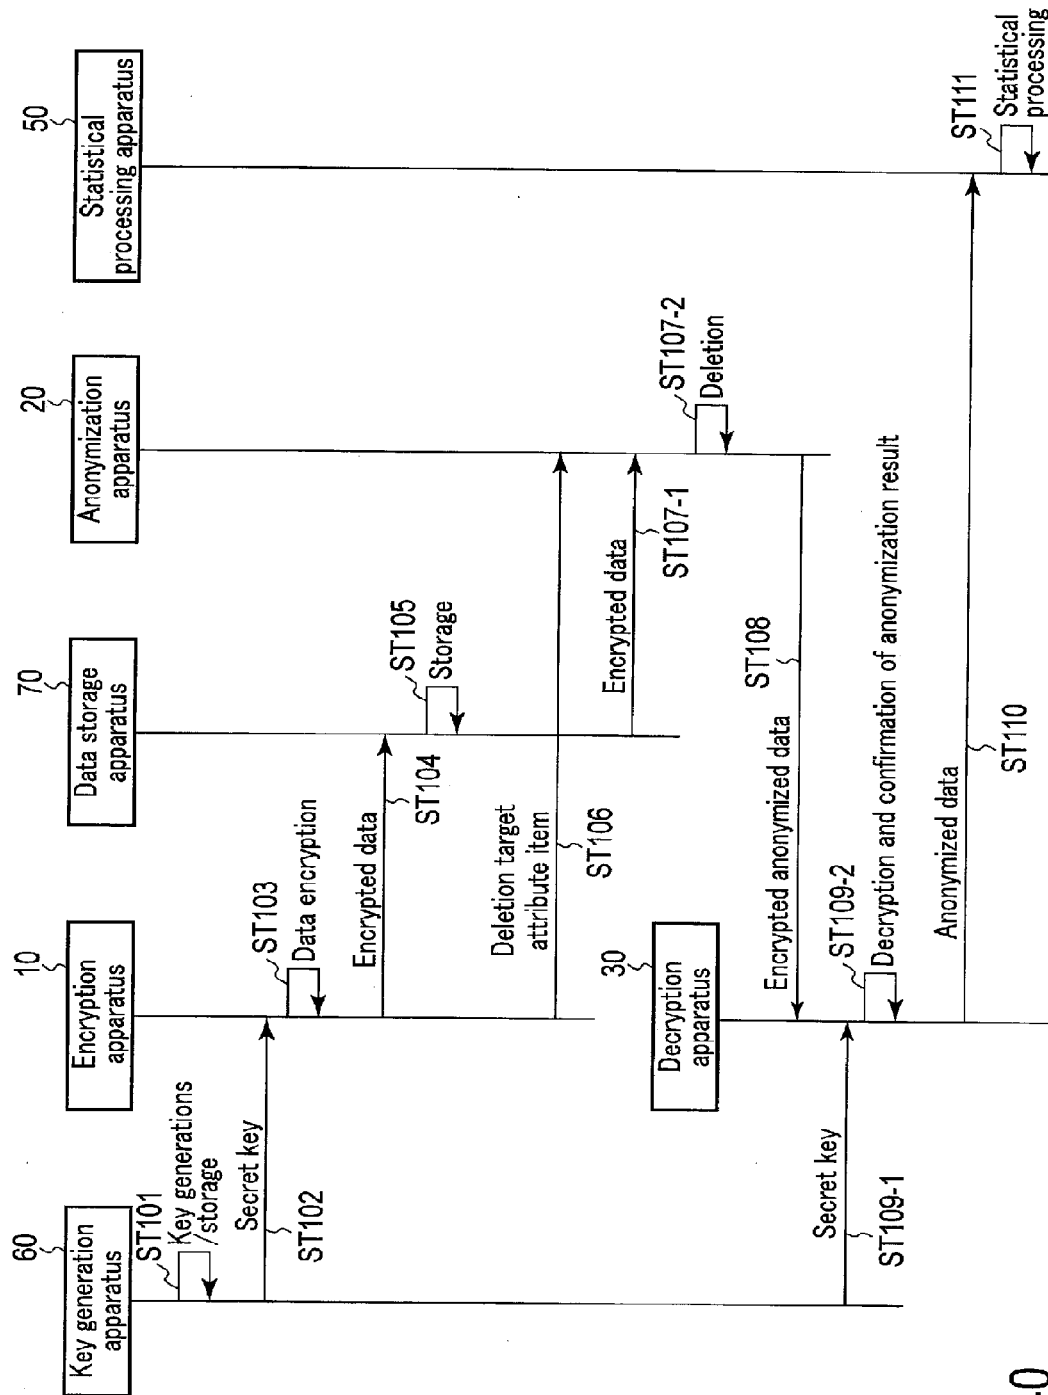 60
Key generation
apparatus
10
Encryption
apparatus
70
Data storage
apparatus
20
Anonymization
apparatus
50
Statistical
processing apparatus
ST101
Key generations
/storage
Secret key
ST102
ST103
Data encryption
Encrypted data
ST104
ST105
Storage
Deletion target
attribute item
ST106
Encrypted data
ST107-1
ST107-2
Deletion
30
Decryption
apparatus
Encrypted anonymized data
ST108
Secret key
ST109-1
ST109-2
Decryption and confirmation of anonymization result
Anonymized data
ST110
ST111
Statistical
processing